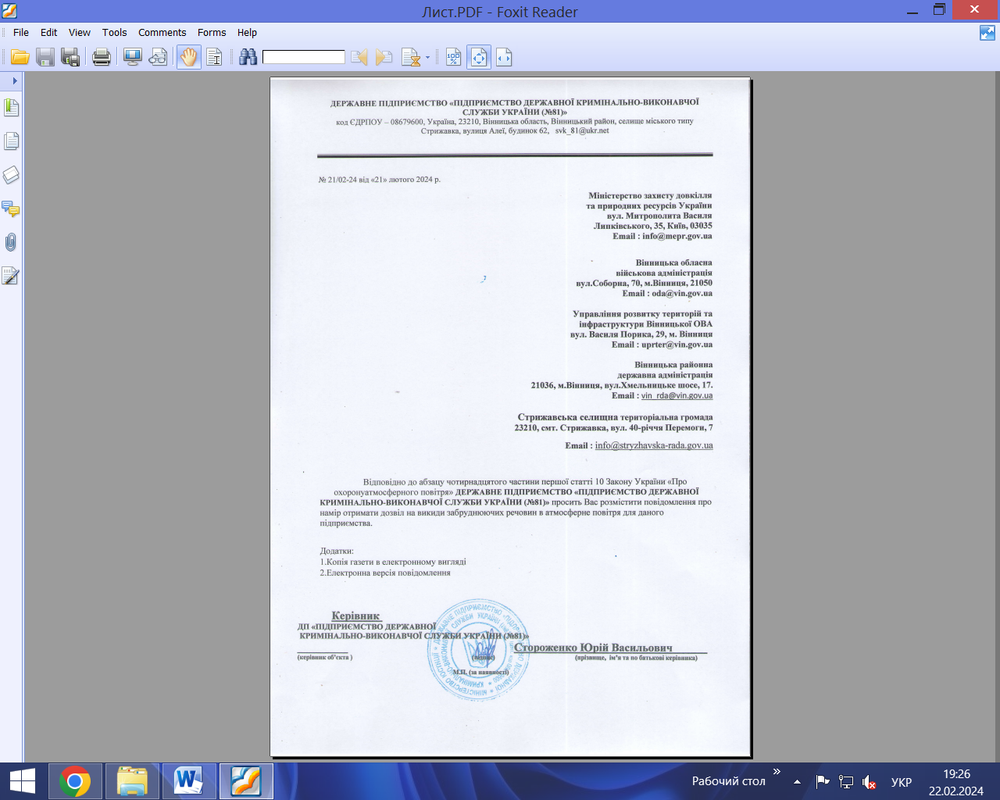 Лист.PDF - Foxit Reader
File Edit View Tools Comments Forms Help
ДЕРЖАВНЕ ПІДПРИЄМСТВО «ПІДПРИЄМСТВО ДЕРЖАВНОЇ КРИМІНАЛЬНО-ВИКОНАВЧОЇ
СЛУЖБИ УКРАЇНИ (№81)»
код ЄДРПОУ – 08679600, Україна, 23210, Вінницька область, Вінницький район, селище міського типу
Стрижавка, вулиця Алеї, будинок 62, svk_81@ukr.net
№ 21/02-24 від «21» лютого 2024 р.
Міністерство захисту довкілля
та природних ресурсів України
вул. Митрополита Василя
Липківського, 35, Київ, 03035
Email : info@mepr.gov.ua
Вінницька обласна
військова адміністрація
вул.Соборна, 70, м.Вінниця, 21050
Email : oda@vin.gov.ua
Управління розвитку територій та
інфраструктури Вінницької ОВА
вул. Василя Порика, 29, м. Вінниця
Email : uprter@vin.gov.ua
Вінницька районна
державна адміністрація
21036, м.Вінниця, вул.Хмельницьке шосе, 17.
Email : vin_rda@vin.gov.ua
Стрижавська селищна територіальна громада
23210, смт. Стрижавка, вул. 40-річчя Перемоги, 7
Email : info@stryzhavska-rada.gov.ua
Відповідно до абзацу чотирнадцятого частини першої статті 10 Закону України «Про
охоронуатмосферного повітря» ДЕРЖАВНЕ ПІДПРИЄМСТВО «ПІДПРИЄМСТВО ДЕРЖАВНОЇ
КРИМІНАЛЬНО-ВИКОНАВЧОЇ СЛУЖБИ УКРАЇНИ (№81)» просить Вас розмістити повідомлення про
намір отримати дозвіл на викиди забруднюючих речовин в атмосферне повітря для даного
підприємства.
Додатки:
1.Копія газети в електронному вигляді
2.Електронна версія повідомлення
Керівник
ДП «ПІДПРИЄМСТВО ДЕРЖАВНОЇ
КРИМІНАЛЬНО-ВИКОНАВЧОЇ СЛУЖБИ УКРАЇНИ (№81)»
Стороженко Юрій Васильович
(керівник об’єкта ) (підпис) (прізвище, ім’я та по батькові керівника)
М.П. (за наявності)
Рабочий стол
УКР
19:26
22.02.2024